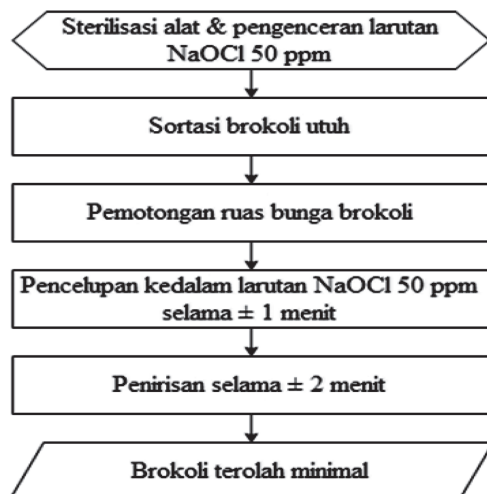 Sterilisasi alat & pengenceran larutan
NaOCl 50 ppm
Sortasi brokoli utuh
Pemotongan ruas bunga brokoli
Pencelupan kedalam larutan NaOCl 50 ppm
selama ± 1 menit
Penirisan selama ± 2 menit
Brokoli terolah minimal